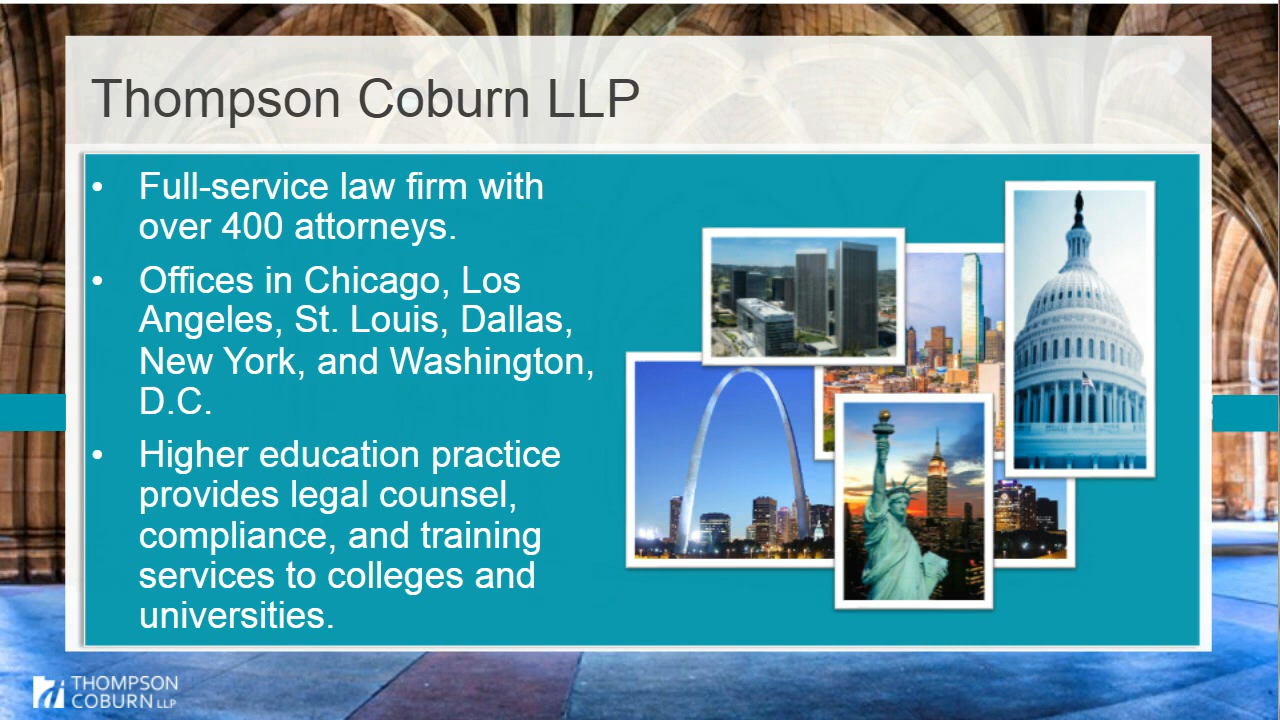 Thompson Coburn LLP
• Full-service law firm with
over 400 attorneys.
• Offices in Chicago, Los
Angeles, St. Louis, Dallas,
New York, and Washington,
D.C.
• Higher education practice
provides legal counsel,
compliance, and training
services to colleges and
universities.
THOMPSON
COBURN LLP